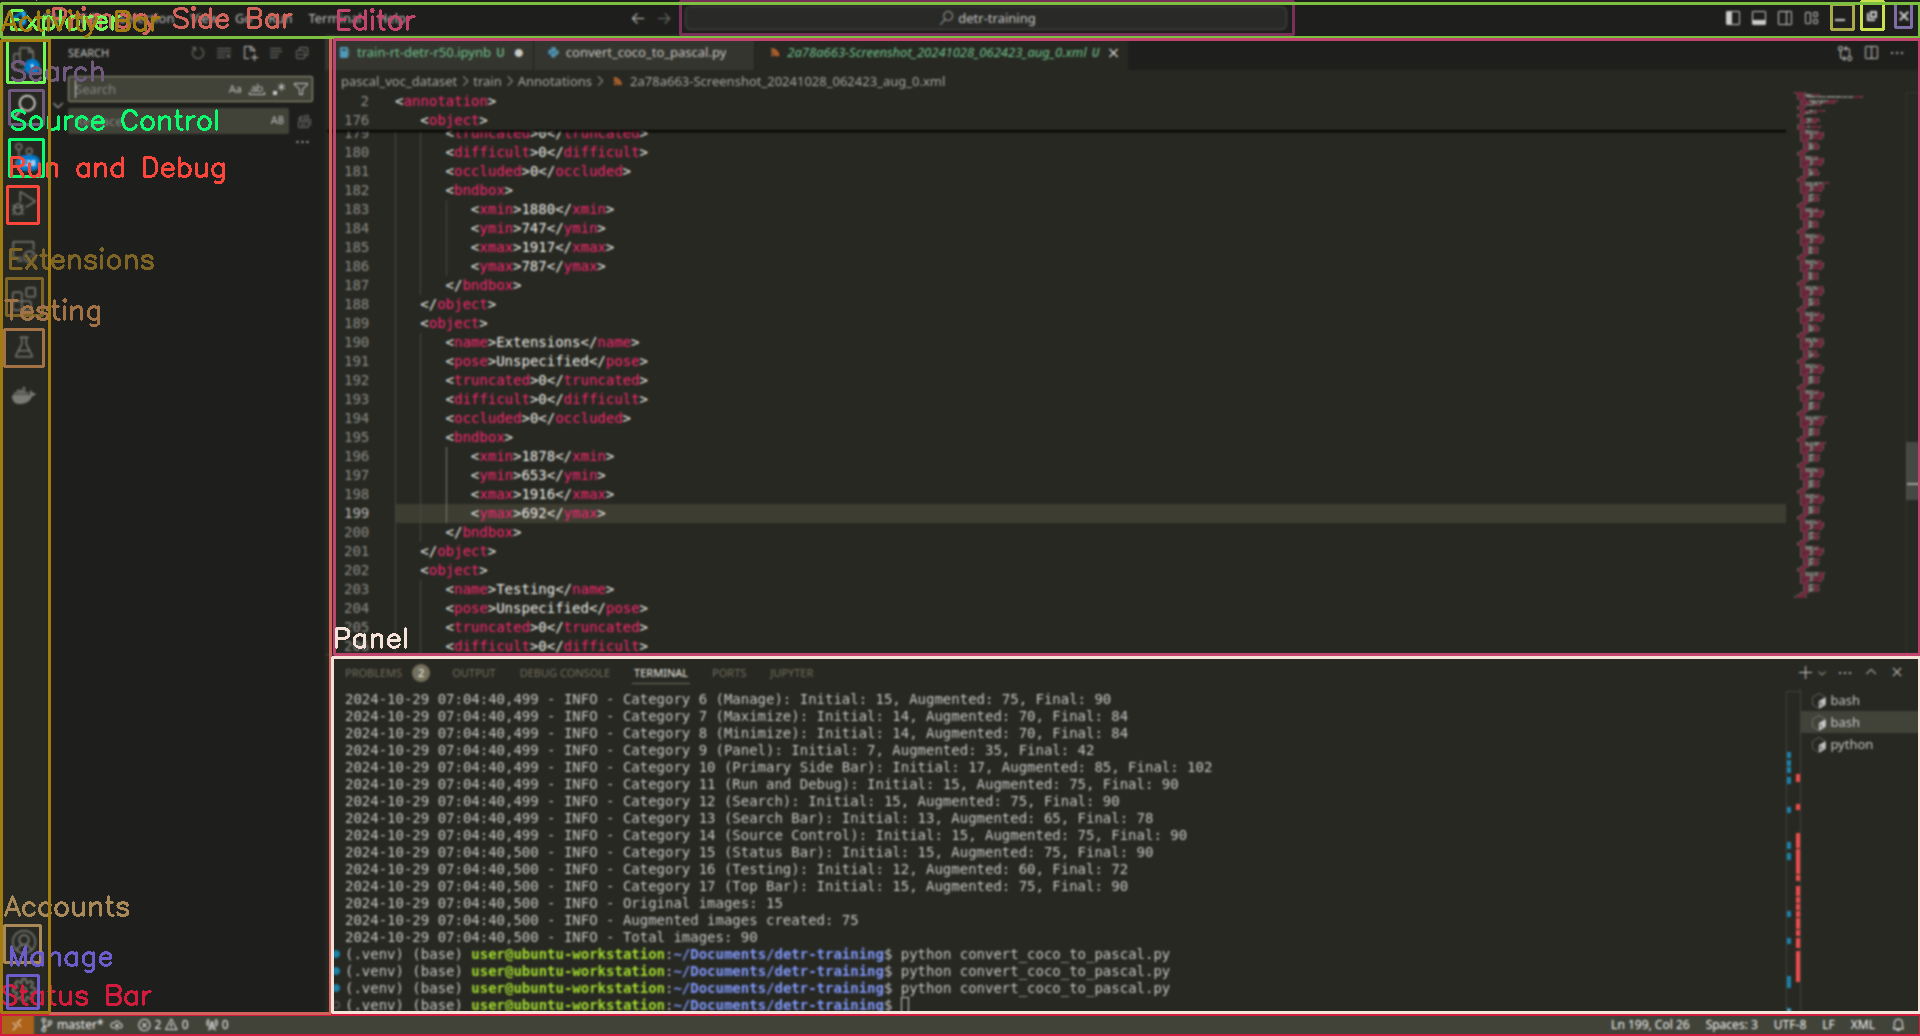 Primary Side Bar
Editor
Terminal
detr-training
SEARCH
Search
Search
Aa
ab
AB
Source Control
Run and Debug
Extensions
Testing
Accounts
Manage
Status Bar
train-rt-detr-r50.ipynb U
convert_coco_to_pascal.py
2a78a663-Screenshot_20241028_062423_aug_0.xml U
pascal_voc_dataset > train > Annotations > 2a78a663-Screenshot_20241028_062423_aug_0.xml
2 <annotation>
176 <object>
179 <truncated>0</truncated>
180 <difficult>0</difficult>
181 <occluded>0</occluded>
182 <bndbox>
183 <xmin>1880</xmin>
184 <ymin>747</ymin>
185 <xmax>1917</xmax>
186 <ymax>787</ymax>
187 </bndbox>
188 </object>
189 <object>
190 <name>Extensions</name>
191 <pose>Unspecified</pose>
192 <truncated>0</truncated>
193 <difficult>0</difficult>
194 <occluded>0</occluded>
195 <bndbox>
196 <xmin>1878</xmin>
197 <ymin>653</ymin>
198 <xmax>1916</xmax>
199 <ymax>692</ymax>
200 </bndbox>
201 </object>
202 <object>
203 <name>Testing</name>
204 <pose>Unspecified</pose>
205 <truncated>0</truncated>
<difficult>0</difficult>
Panel
PROBLEMS 2 OUTPUT DEBUG CONSOLE TERMINAL PORTS JUPYTER
2024-10-29 07:04:40,499 - INFO - Category 6 (Manage): Initial: 15, Augmented: 75, Final: 90
2024-10-29 07:04:40,499 - INFO - Category 7 (Maximize): Initial: 14, Augmented: 70, Final: 84
2024-10-29 07:04:40,499 - INFO - Category 8 (Minimize): Initial: 14, Augmented: 70, Final: 84
2024-10-29 07:04:40,499 - INFO - Category 9 (Panel): Initial: 7, Augmented: 35, Final: 42
2024-10-29 07:04:40,499 - INFO - Category 10 (Primary Side Bar): Initial: 17, Augmented: 85, Final: 102
2024-10-29 07:04:40,499 - INFO - Category 11 (Run and Debug): Initial: 15, Augmented: 75, Final: 90
2024-10-29 07:04:40,499 - INFO - Category 12 (Search): Initial: 15, Augmented: 75, Final: 90
2024-10-29 07:04:40,499 - INFO - Category 13 (Search Bar): Initial: 13, Augmented: 65, Final: 78
2024-10-29 07:04:40,499 - INFO - Category 14 (Source Control): Initial: 15, Augmented: 75, Final: 90
2024-10-29 07:04:40,500 - INFO - Category 15 (Status Bar): Initial: 15, Augmented: 75, Final: 90
2024-10-29 07:04:40,500 - INFO - Category 16 (Testing): Initial: 12, Augmented: 60, Final: 72
2024-10-29 07:04:40,500 - INFO - Category 17 (Top Bar): Initial: 15, Augmented: 75, Final: 90
2024-10-29 07:04:40,500 - INFO - Original images: 15
2024-10-29 07:04:40,500 - INFO - Augmented images created: 75
2024-10-29 07:04:40,500 - INFO - Total images: 90
(.venv) (base) user@ubuntu-workstation:~/Documents/detr-training$ python convert_coco_to_pascal.py
(.venv) (base) user@ubuntu-workstation:~/Documents/detr-training$ python convert_coco_to_pascal.py
(.venv) (base) user@ubuntu-workstation:~/Documents/detr-training$ python convert_coco_to_pascal.py
(.venv) (base) user@ubuntu-workstation:~/Documents/detr-training$
bash
bash
python
master* 2 0 0
Ln 199, Col 26 Spaces: 3 UTF-8 LF XML